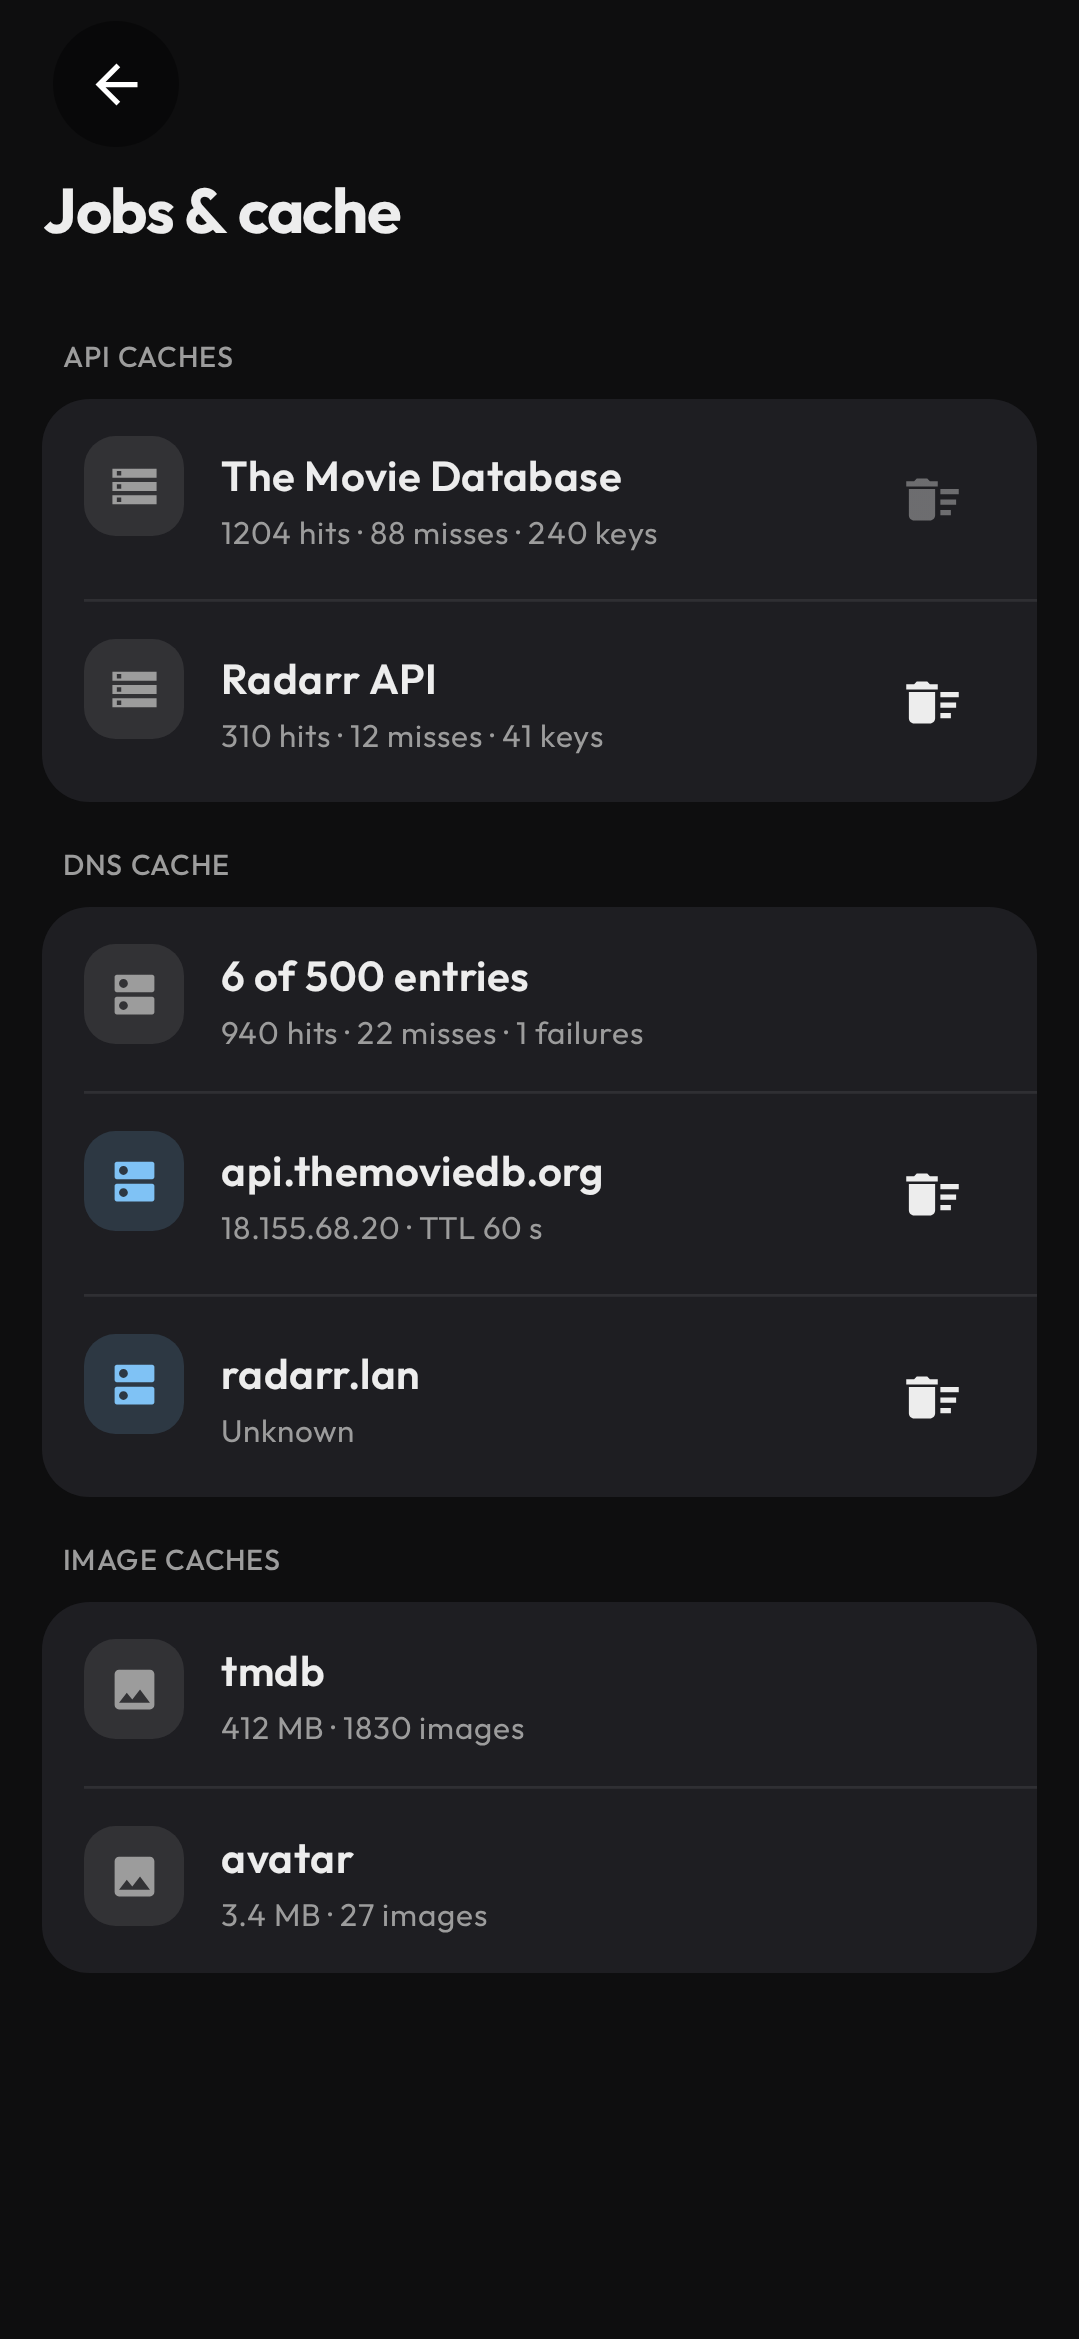 Jobs & cache
API CACHES
The Movie Database
1204 hits · 88 misses · 240 keys
Radarr API
310 hits · 12 misses · 41 keys
DNS CACHE
6 of 500 entries
940 hits · 22 misses · 1 failures
api.themoviedb.org
18.155.68.20 · TTL 60 s
radarr.lan
Unknown
IMAGE CACHES
tmdb
412 MB · 1830 images
avatar
3.4 MB · 27 images